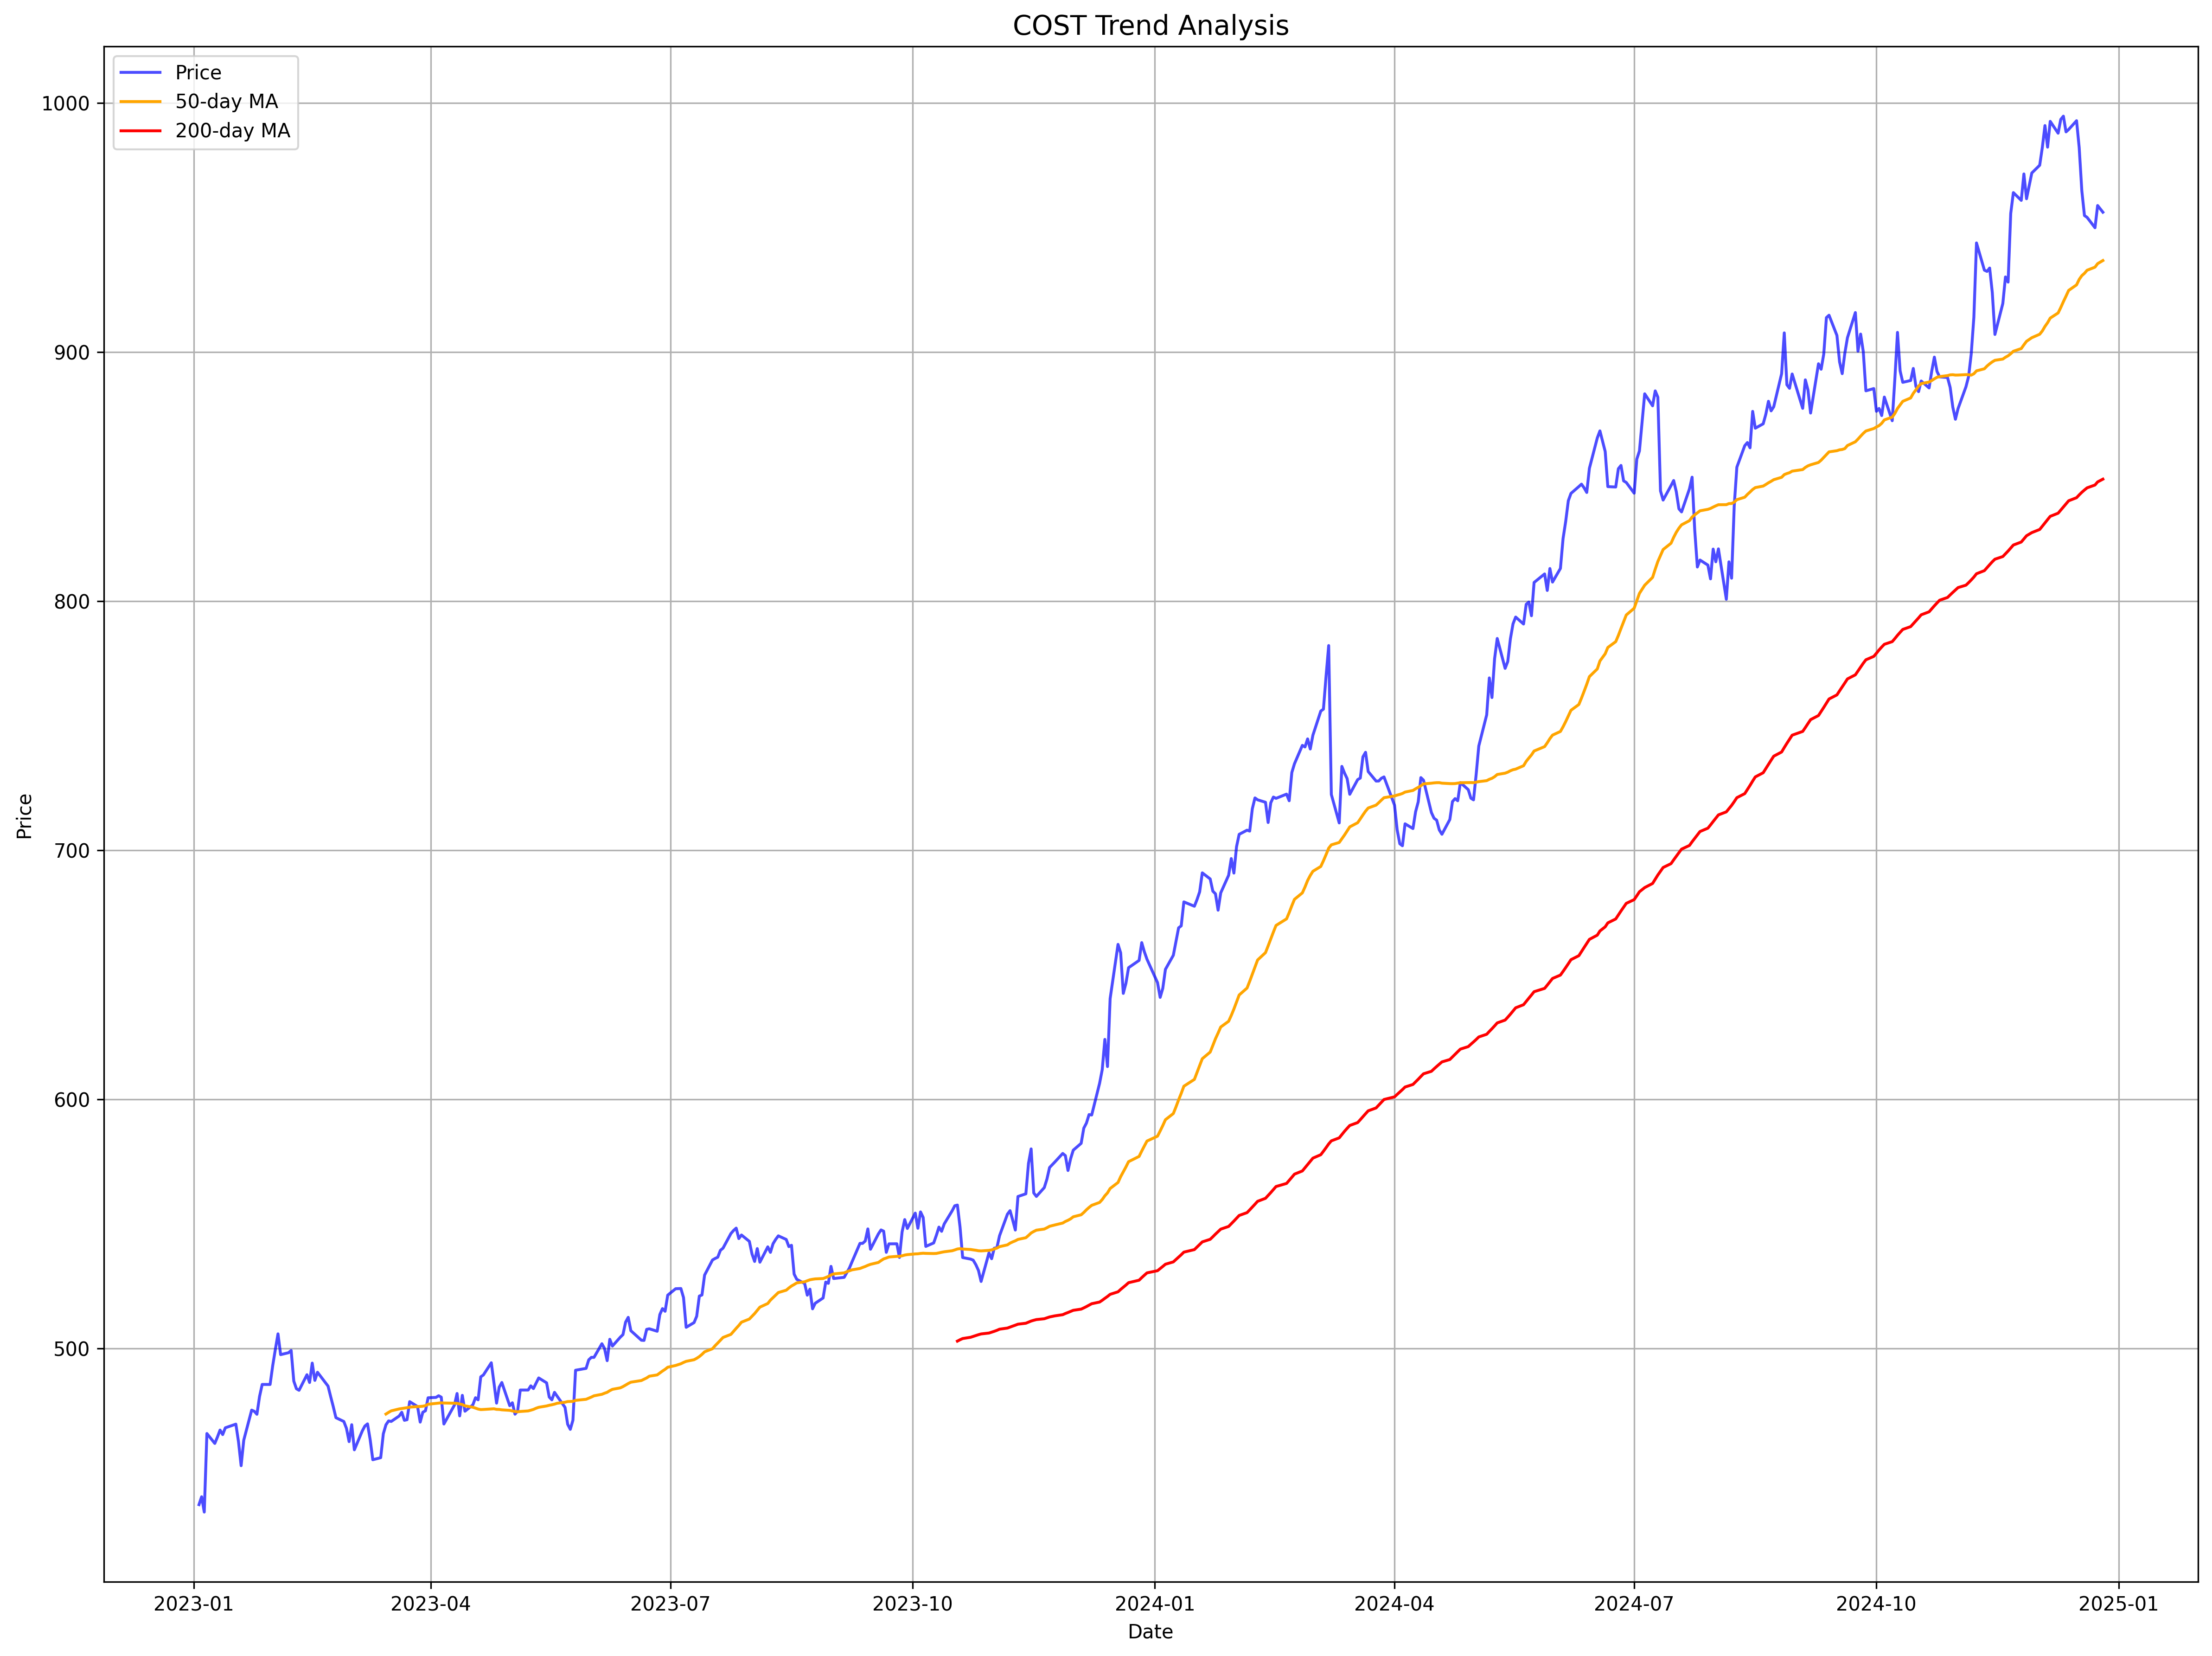 COST Trend Analysis
Price
50-day MA
200-day MA
1000
900
800
700
600
500
Price
2023-01
2023-04
2023-07
2023-10
2024-01
2024-04
2024-07
2024-10
2025-01
Date